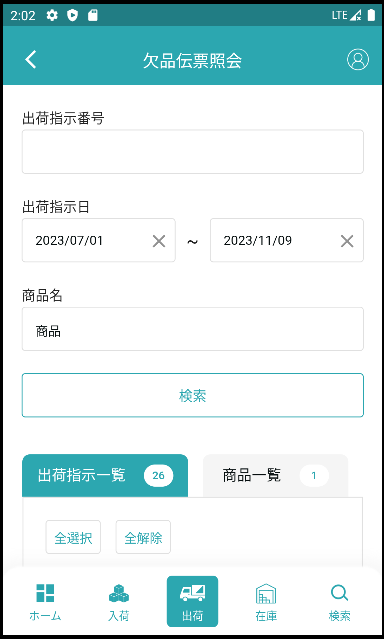 2:02 LTE
欠品伝票照会
出荷指示番号
出荷指示日
2023/07/01 ~ 2023/11/09
商品名
商品
検索
出荷指示一覧 26 商品一覧 1
全選択 全解除
ホーム 入荷 出荷 在庫 検索